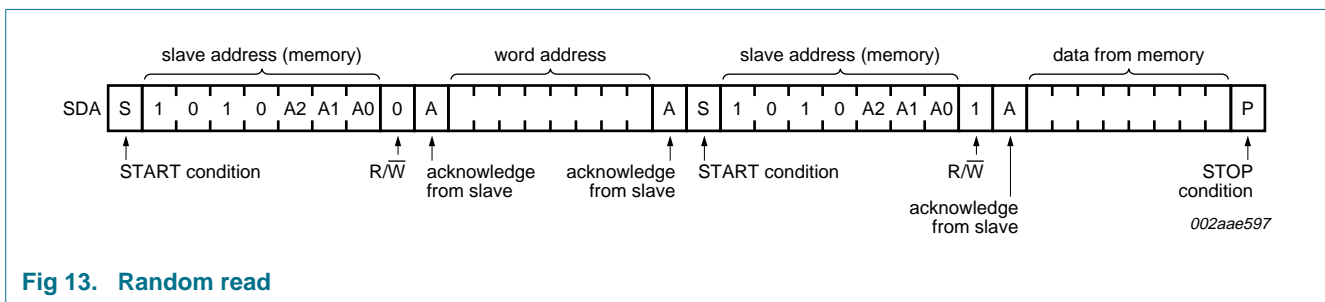 slave address (memory) word address slave address (memory) data from memory
SDA S 1 0 1 0 A2 A1 A0 0 A A S 1 0 1 0 A2 A1 A0 1 A P
START condition R/W̅ acknowledge from slave acknowledge from slave START condition R/W̅ acknowledge from slave STOP condition
002aae597
Fig 13. Random read